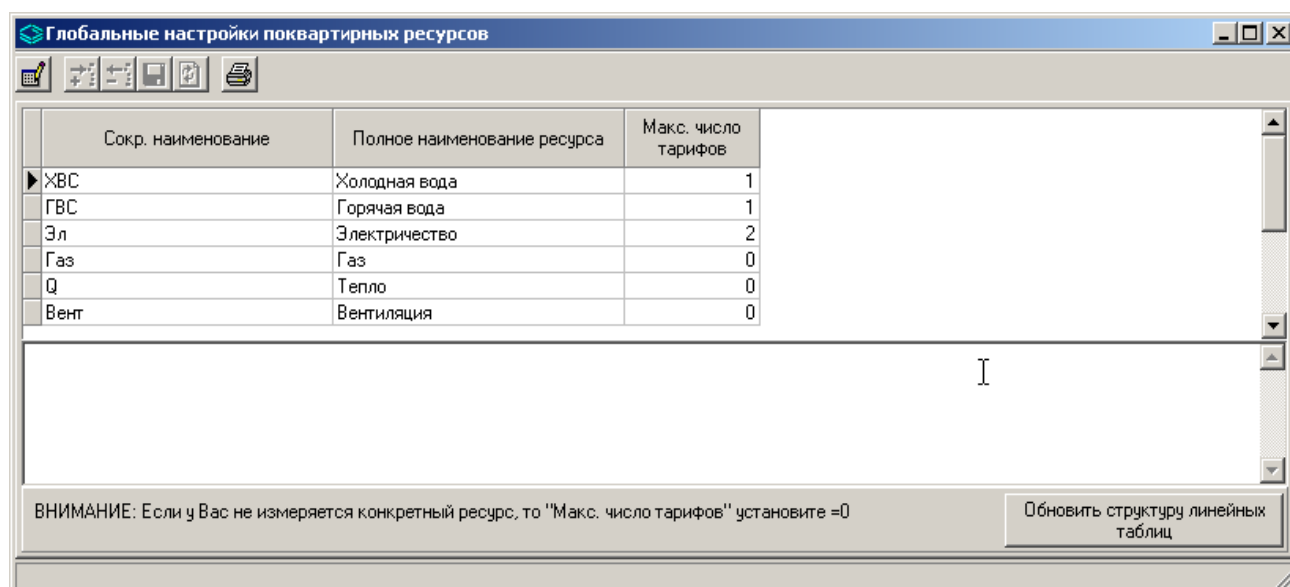 Глобальные настройки поквартирных ресурсов
Сокр. наименование Полное наименование ресурса Макс. число
тарифов
ХВС Холодная вода 1
ГВС Горячая вода 1
Эл Электричество 2
Газ Газ 0
Q Тепло 0
Вент Вентиляция 0
ВНИМАНИЕ: Если у Вас не измеряется конкретный ресурс, то "Макс. число тарифов" установите =0
Обновить структуру линейных
таблиц